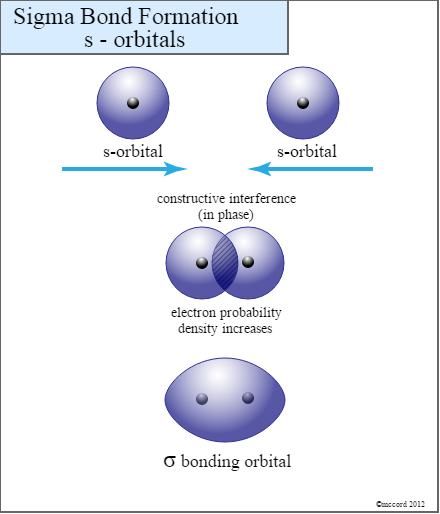 Sigma Bond Formation
s - orbitals
s-orbital
s-orbital
constructive interference
(in phase)
electron probability
density increases
σ bonding orbital
©mccord 2012